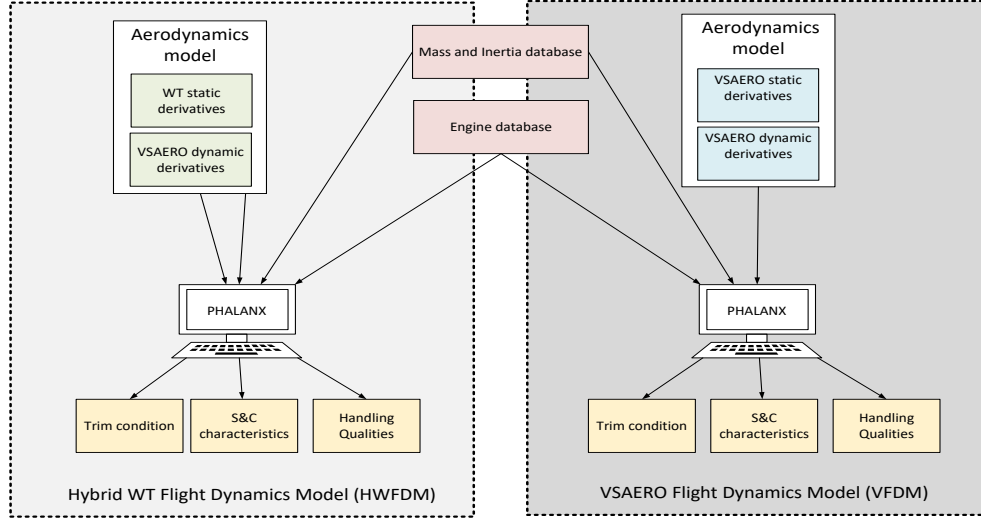 Aerodynamics
model
WT static
derivatives
VSAERO dynamic
derivatives
Mass and Inertia database
Engine database
Aerodynamics
model
VSAERO static
derivatives
VSAERO dynamic
derivatives
PHALANX
PHALANX
Trim condition
S&C
characteristics
Handling
Qualities
Trim condition
S&C
characteristics
Handling
Qualities
Hybrid WT Flight Dynamics Model (HWFDM)
VSAERO Flight Dynamics Model (VFDM)